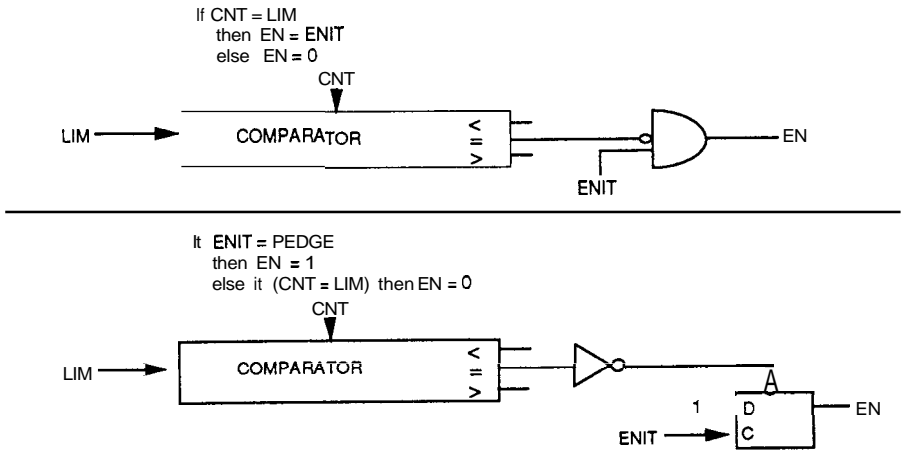 If CNT = LIM
then EN = ENIT
else EN = 0
CNT
LIM
COMPARATOR
<
=
>
EN
ENIT
It ENIT = PEDGE
then EN = 1
else it (CNT = LIM) then EN = 0
CNT
LIM
COMPARATOR
<
=
>
1
D
EN
ENIT
C